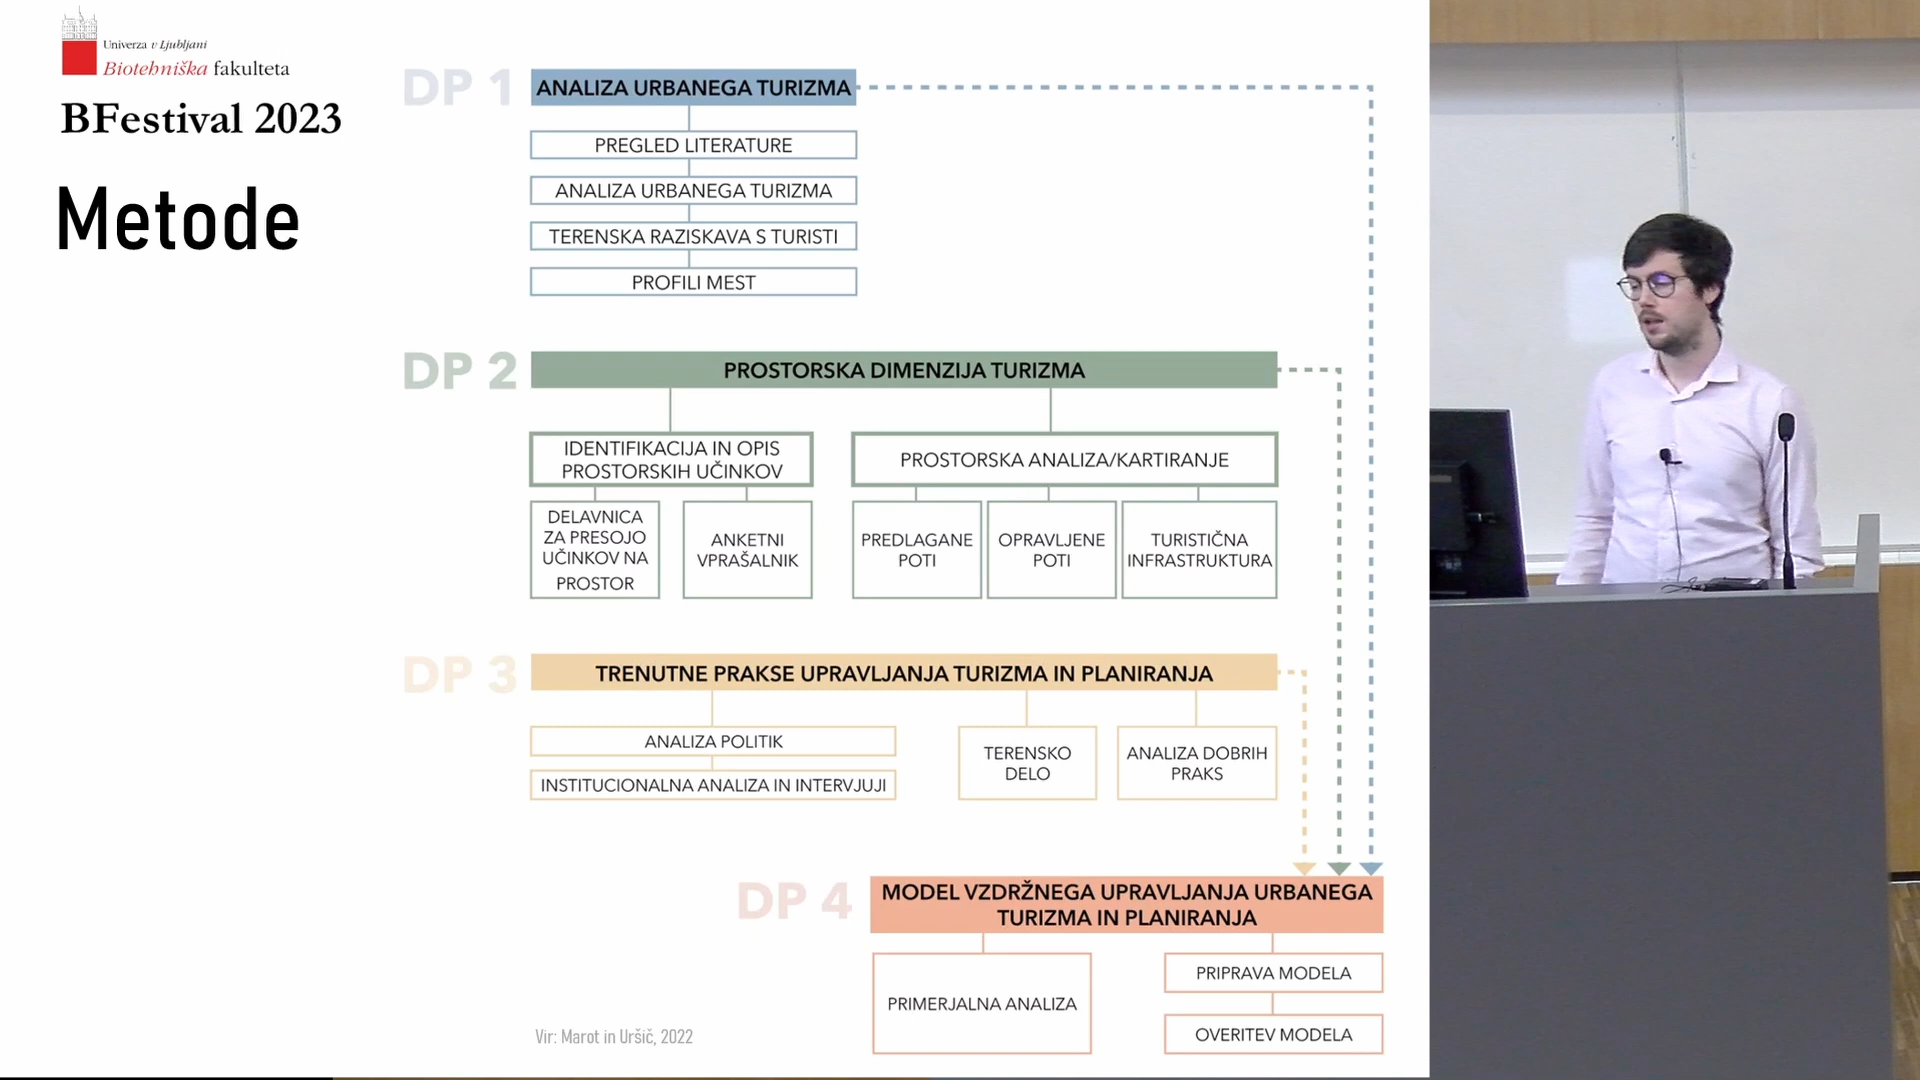 Univerza v Ljubljani
Biotehniška fakulteta
BFestival 2023
Metode
DP 1
ANALIZA URBANEGA TURIZMA
PREGLED LITERATURE
ANALIZA URBANEGA TURIZMA
TERENSKA RAZISKAVA S TURISTI
PROFILI MEST
DP 2
PROSTORSKA DIMENZIJA TURIZMA
IDENTIFIKACIJA IN OPIS
PROSTORSKIH UČINKOV
PROSTORSKA ANALIZA/KARTIRANJE
DELAVNICA
ZA PRESOJO
UČINKOV NA
PROSTOR
ANKETNI
VPRAŠALNIK
PREDLAGANE
POTI
OPRAVLJENE
POTI
TURISTIČNA
INFRASTRUKTURA
DP 3
TRENUTNE PRAKSE UPRAVLJANJA TURIZMA IN PLANIRANJA
ANALIZA POLITIK
INSTITUCIONALNA ANALIZA IN INTERVJUJI
TERENSKO
DELO
ANALIZA DOBRIH
PRAKS
DP 4
MODEL VZDRŽNEGA UPRAVLJANJA URBANEGA
TURIZMA IN PLANIRANJA
PRIMERJALNA ANALIZA
PRIPRAVA MODELA
OVERITEV MODELA
Vir: Marot in Uršič, 2022